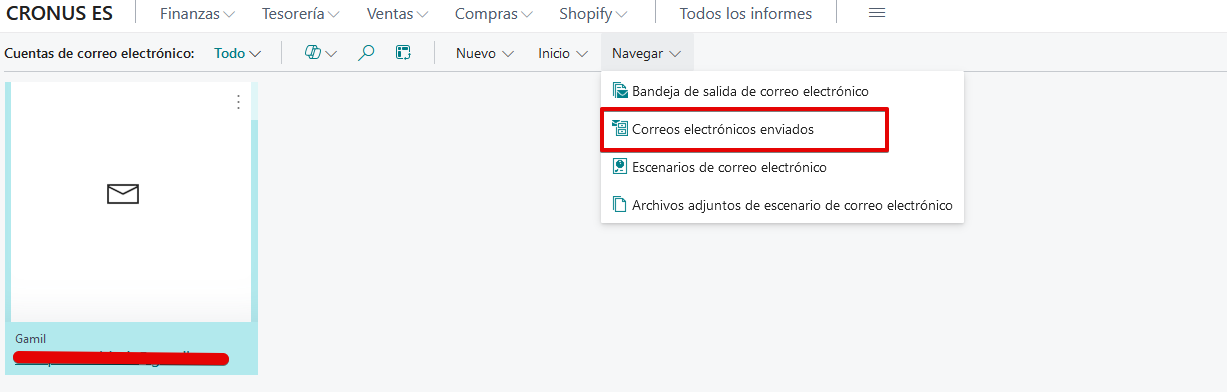 CRONUS ES
Finanzas Tesorería Ventas Compras Shopify Todos los informes
Cuentas de correo electrónico: Todo Nuevo Inicio Navegar
Bandeja de salida de correo electrónico
Correos electrónicos enviados
Escenarios de correo electrónico
Archivos adjuntos de escenario de correo electrónico
Gamil